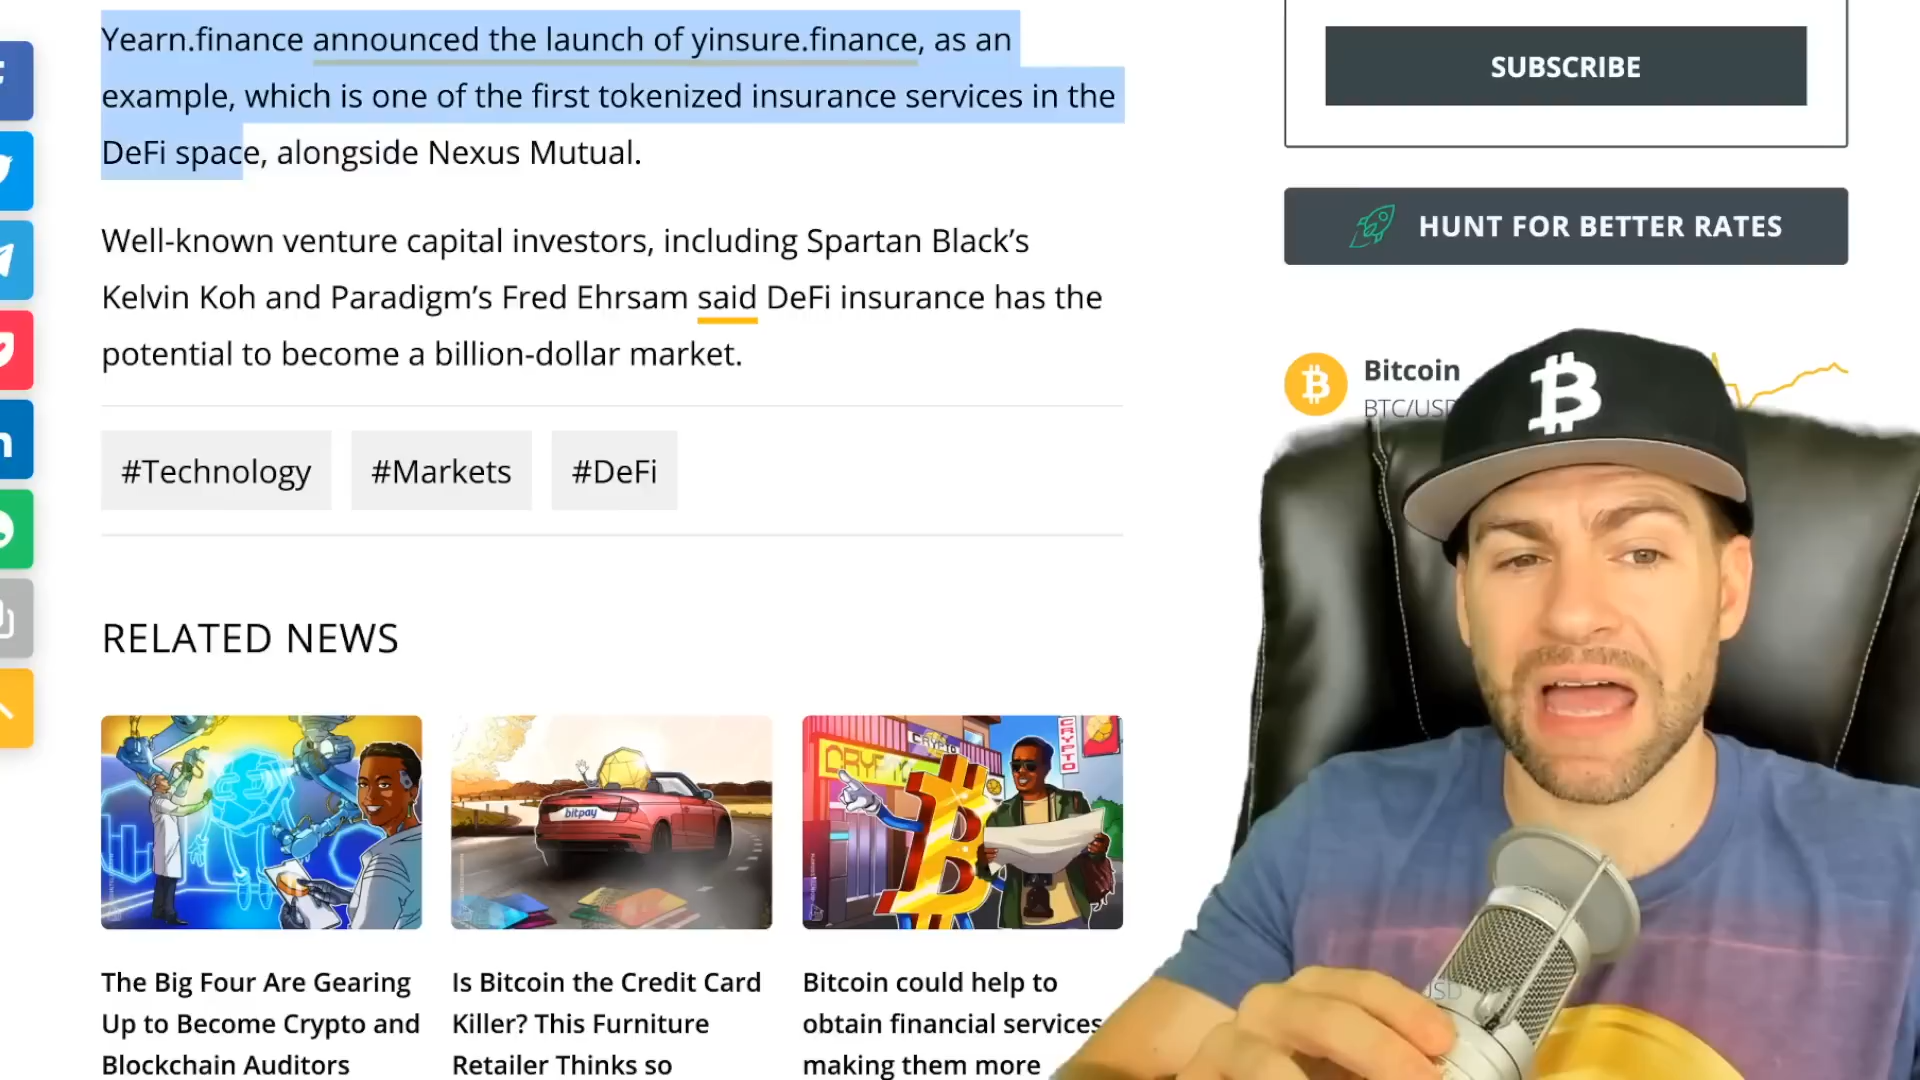 Yearn.finance announced the launch of yinsure.finance, as an
example, which is one of the first tokenized insurance services in the
DeFi space, alongside Nexus Mutual.
Well-known venture capital investors, including Spartan Black’s
Kelvin Koh and Paradigm’s Fred Ehrsam said DeFi insurance has the
potential to become a billion-dollar market.
#Technology #Markets #DeFi
RELATED NEWS
CRYPTO
CRYPTO
bitpay
The Big Four Are Gearing
Up to Become Crypto and
Blockchain Auditors
Is Bitcoin the Credit Card
Killer? This Furniture
Retailer Thinks so
Bitcoin could help to
obtain financial services
making them more
SUBSCRIBE
HUNT FOR BETTER RATES
Bitcoin
BTC/USD